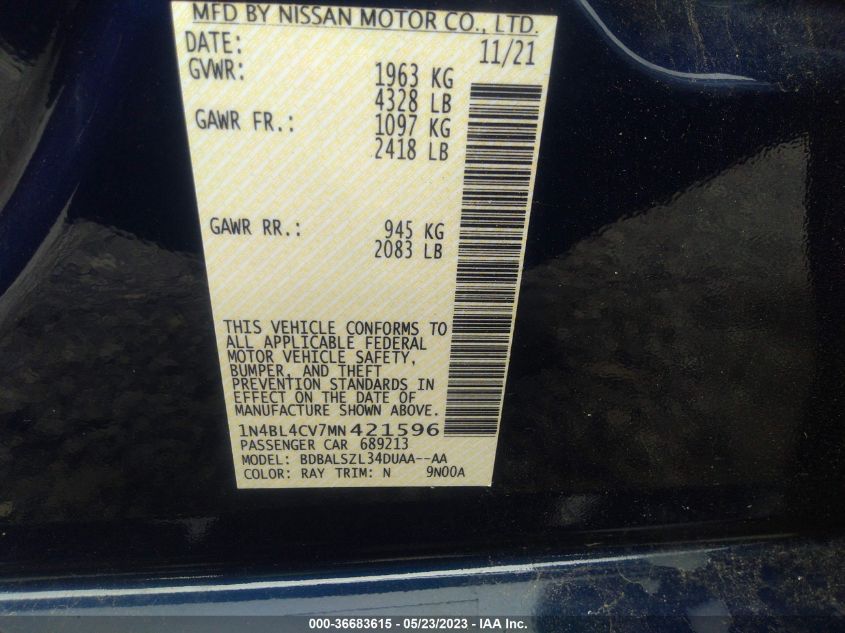 MFD BY NISSAN MOTOR CO., LTD.
DATE: 11/21
GVWR: 1963 KG
4328 LB
GAWR FR.: 1097 KG
2418 LB
GAWR RR.: 945 KG
2083 LB
THIS VEHICLE CONFORMS TO
ALL APPLICABLE FEDERAL
MOTOR VEHICLE SAFETY,
BUMPER, AND THEFT
PREVENTION STANDARDS IN
EFFECT ON THE DATE OF
MANUFACTURE SHOWN ABOVE.
1N4BL4CV7MN421596
PASSENGER CAR 689213
MODEL: BDBALSZL34DUAA--AA
COLOR: RAY TRIM: N 9N00A
000-36683615 - 05/23/2023 - IAA Inc.